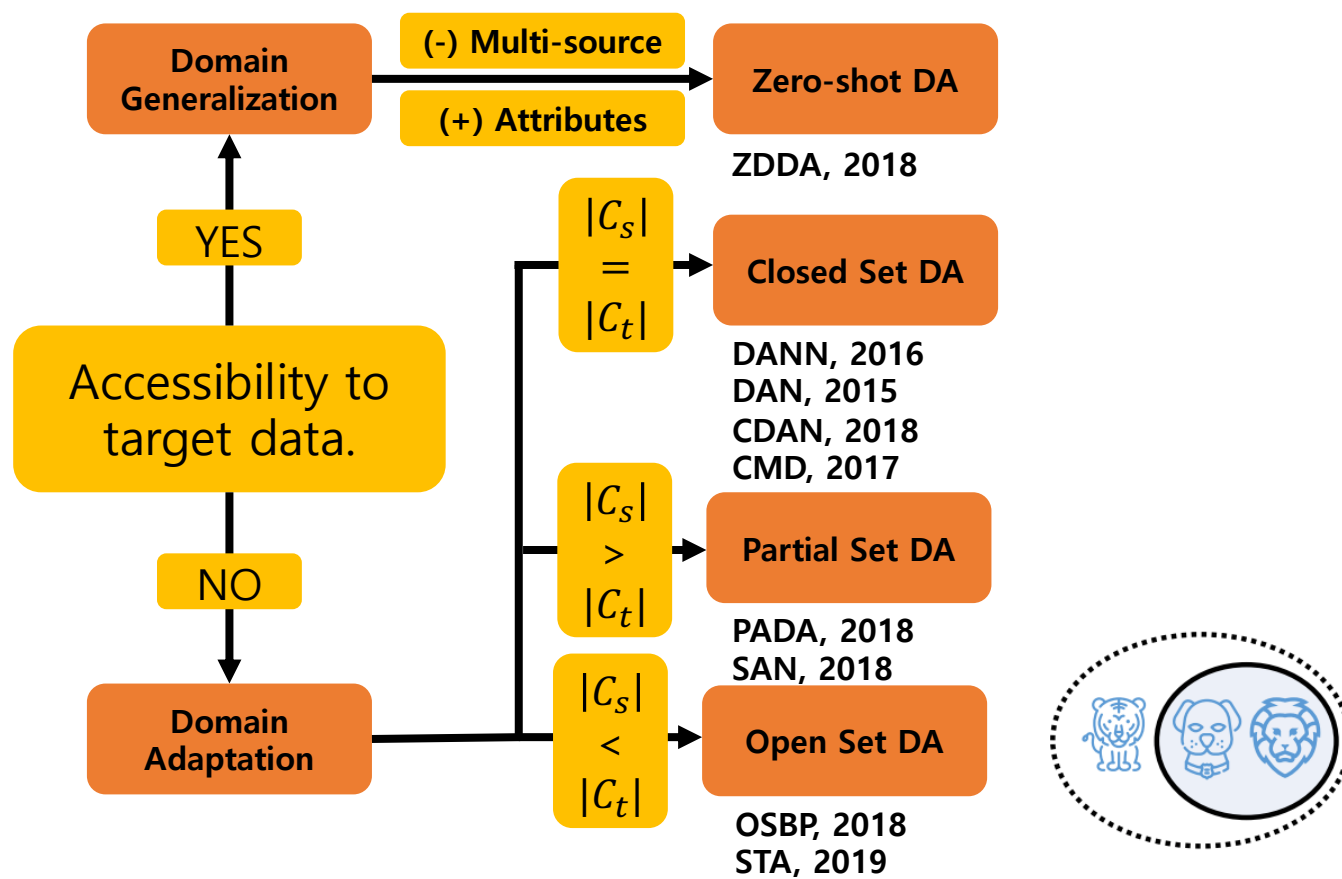 Domain
Generalization
(-) Multi-source
(+) Attributes
Zero-shot DA
ZDDA, 2018
YES
|C_s|
=
|C_t|
Closed Set DA
DANN, 2016
DAN, 2015
CDAN, 2018
CMD, 2017
Accessibility to
target data.
|C_s|
>
|C_t|
Partial Set DA
PADA, 2018
SAN, 2018
NO
Domain
Adaptation
|C_s|
<
|C_t|
Open Set DA
OSBP, 2018
STA, 2019